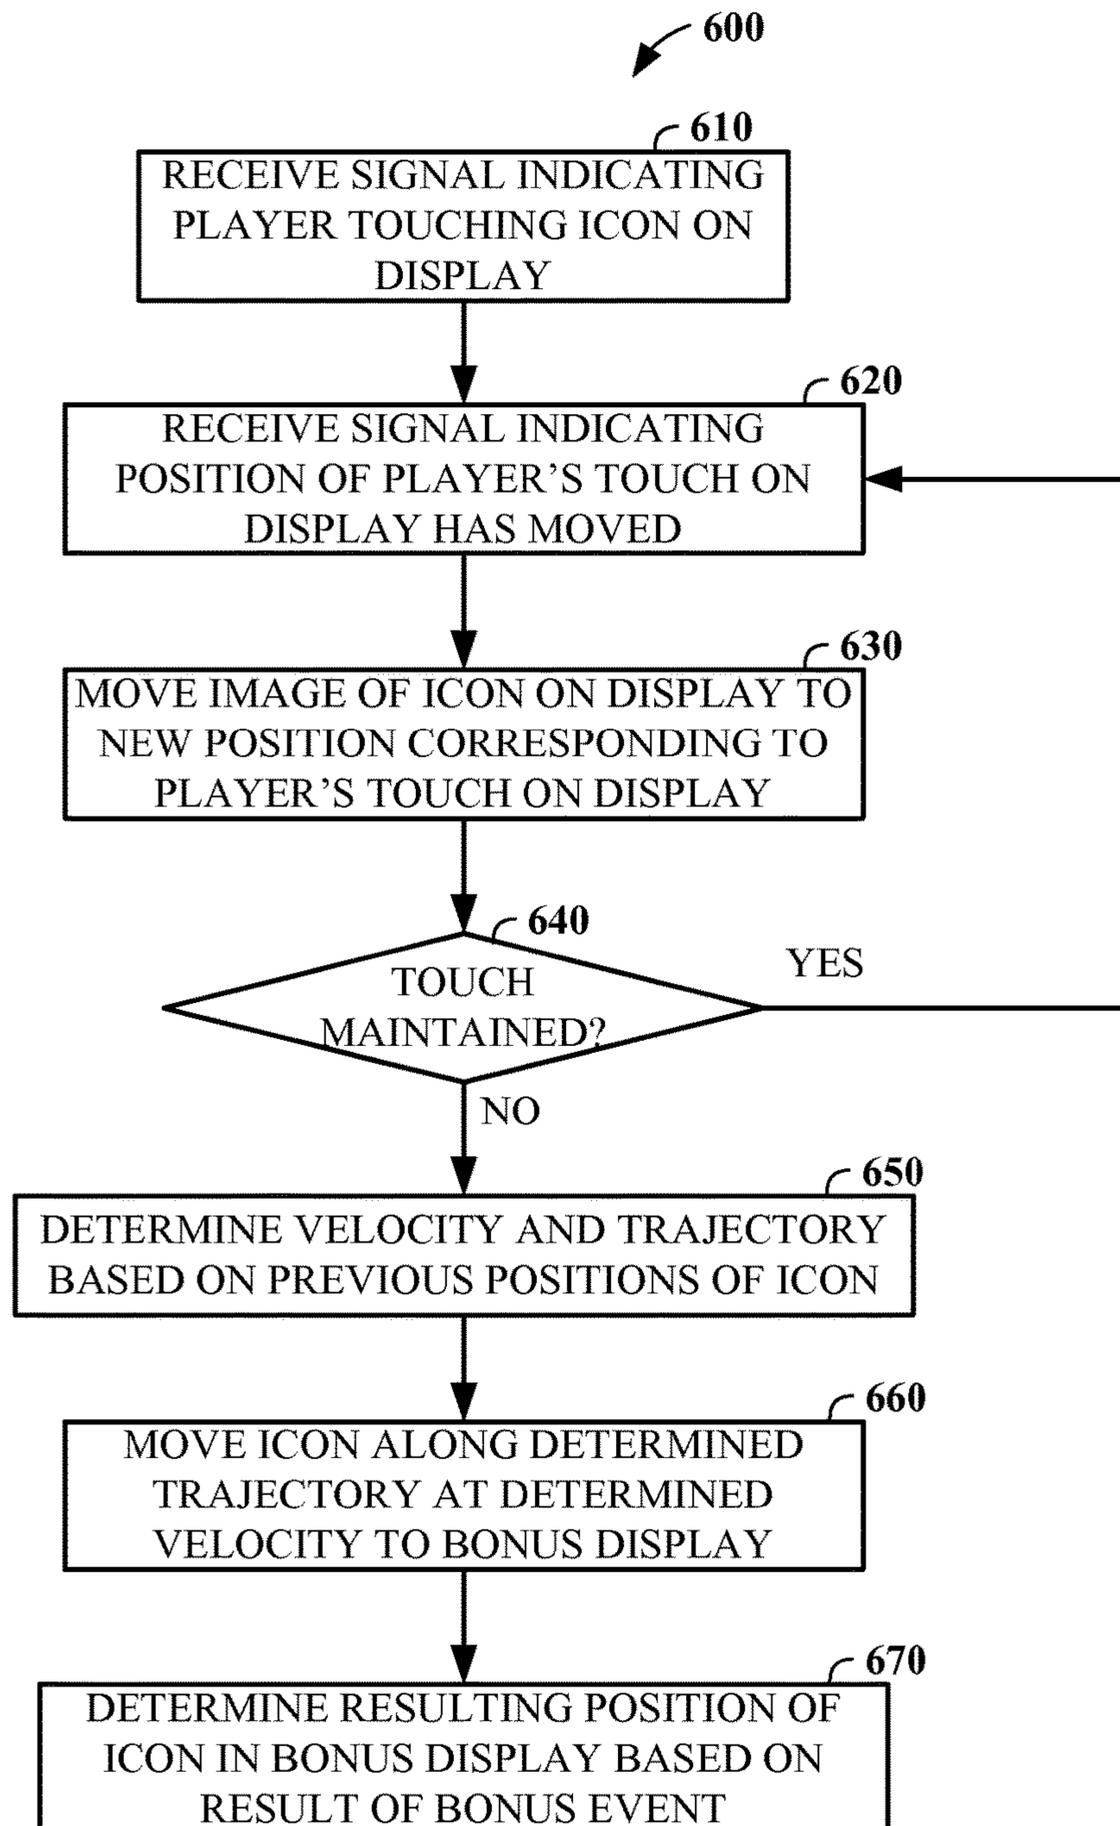 600
610
RECEIVE SIGNAL INDICATING
PLAYER TOUCHING ICON ON
DISPLAY
620
RECEIVE SIGNAL INDICATING
POSITION OF PLAYER'S TOUCH ON
DISPLAY HAS MOVED
630
MOVE IMAGE OF ICON ON DISPLAY TO
NEW POSITION CORRESPONDING TO
PLAYER'S TOUCH ON DISPLAY
640
TOUCH
MAINTAINED?
YES
NO
650
DETERMINE VELOCITY AND TRAJECTORY
BASED ON PREVIOUS POSITIONS OF ICON
660
MOVE ICON ALONG DETERMINED
TRAJECTORY AT DETERMINED
VELOCITY TO BONUS DISPLAY
670
DETERMINE RESULTING POSITION OF
ICON IN BONUS DISPLAY BASED ON
RESULT OF BONUS EVENT